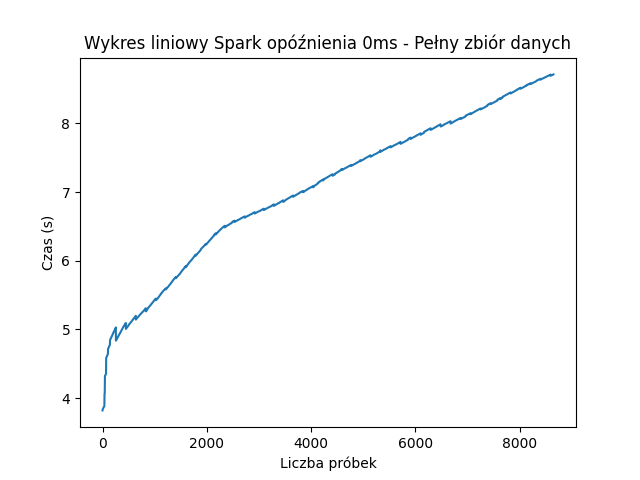 Wykres liniowy Spark opóźnienia 0ms - Pełny zbiór danych
8
7
6
5
4
Czas (s)
0 2000 4000 6000 8000
Liczba próbek